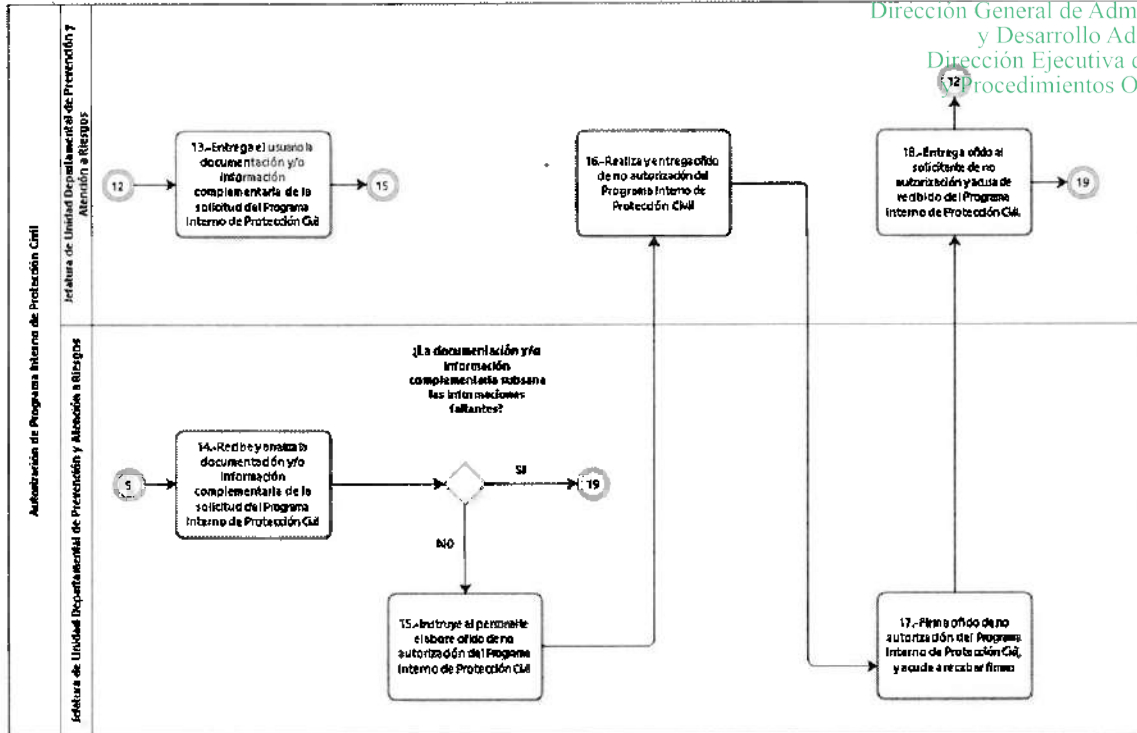 Dirección General de Adm
y Desarrollo Ad
Dirección Ejecutiva
y Procedimientos O
Autorización de Programa Interno de Protección Civil
Jefatura de Unidad Departamental de Prevención y
Atención a Riesgos
12
13.-Entrega el usuario la
documentación y/o
información
complementaria de la
solicitud del Programa
Interno de Protección Civil
15
16.-Realiza y entrega oficio
de no autorización del
Programa Interno de
Protección Civil
12
18.-Entrega oficio al
solicitante de no
autorización y acusa de
recibido del Programa
Interno de Protección Civil.
19
Jefatura de Unidad Departamental de Prevención y Atención a Riesgos
¿La documentación y/o
información
complementaria subsana
las informaciones
faltantes?
5
14.-Recibe y analiza la
documentación y/o
información
complementaria de la
solicitud del Programa
Interno de Protección Civil
SI
19
NO
15.-Instruye al personal
elabore oficio de no
autorización del Programa
Interno de Protección Civil
17.-Firma oficio de no
autorización del Programa
Interno de Protección Civil,
y acude a recabar firma